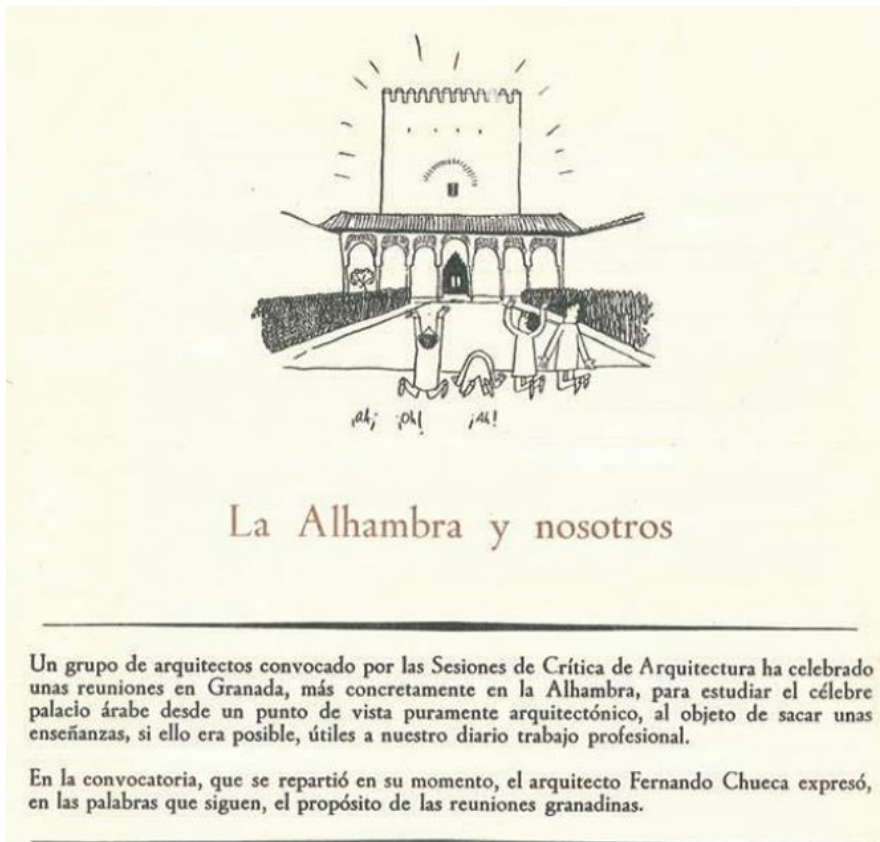 ¡ah¡ ¡Oh! ¡Ah!
La Alhambra y nosotros
Un grupo de arquitectos convocado por las Sesiones de Crítica de Arquitectura ha celebrado
unas reuniones en Granada, más concretamente en la Alhambra, para estudiar el célebre
palacio árabe desde un punto de vista puramente arquitectónico, al objeto de sacar unas
enseñanzas, si ello era posible, útiles a nuestro diario trabajo profesional.
En la convocatoria, que se repartió en su momento, el arquitecto Fernando Chueca expresó,
en las palabras que siguen, el propósito de las reuniones granadinas.